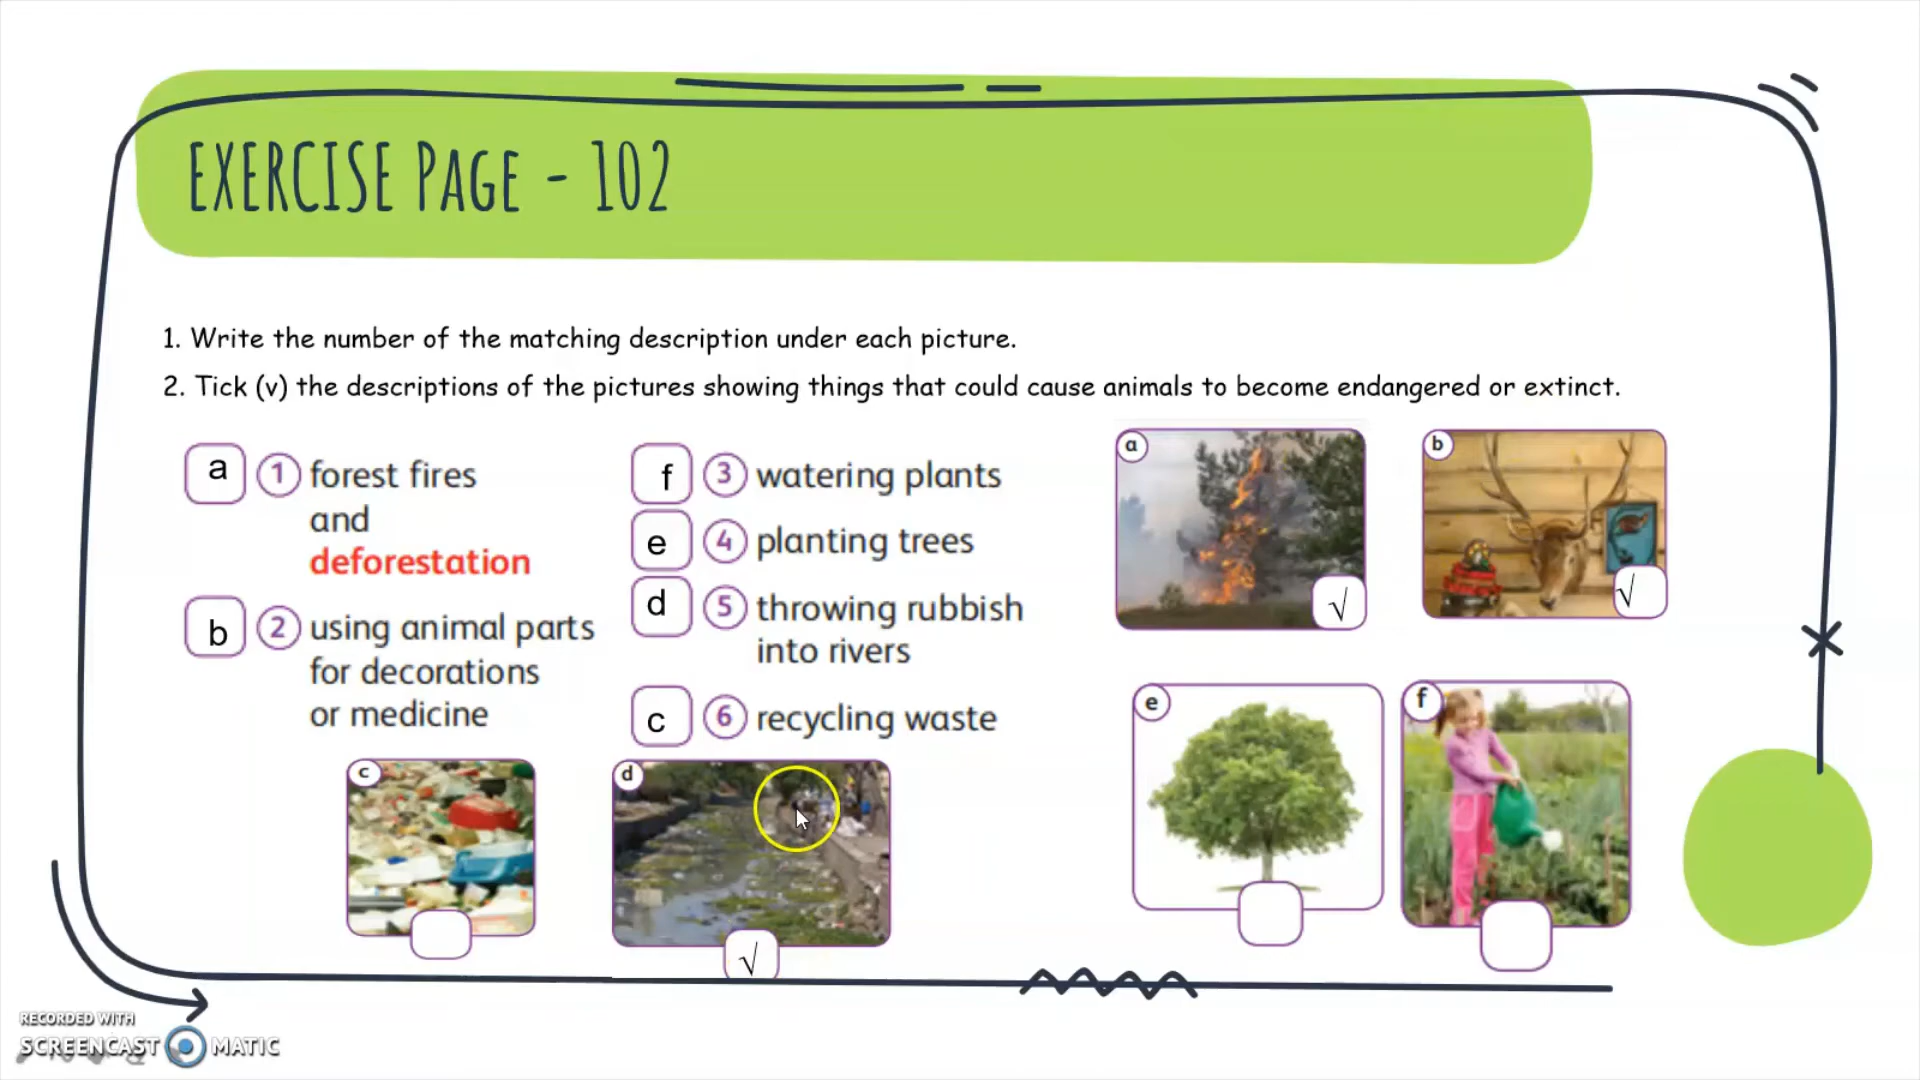 EXERCISE PAGE - 102
1. Write the number of the matching description under each picture.
2. Tick (v) the descriptions of the pictures showing things that could cause animals to become endangered or extinct.
a 1 forest fires
and
deforestation
b 2 using animal parts
for decorations
or medicine
f 3 watering plants
e 4 planting trees
d 5 throwing rubbish
into rivers
c 6 recycling waste
a
√
b
√
c
d
√
e
f
RECORDED WITH
SCREENCAST MATIC